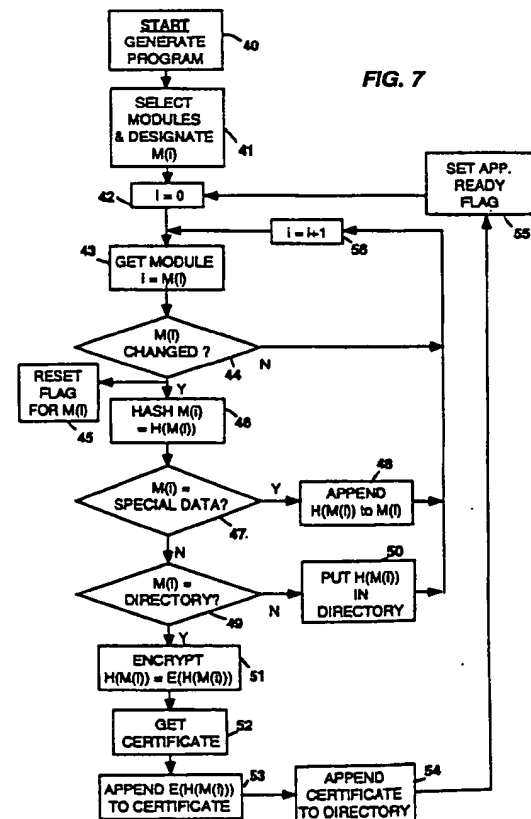 START
GENERATE
PROGRAM
40
FIG. 7
SELECT
MODULES
& DESIGNATE
M(i)
41
SET APP.
READY
FLAG
55
42
i = 0
i = i+1
56
43
GET MODULE
i = M(i)
M(i)
CHANGED ?
44
N
RESET
FLAG
FOR M(i)
45
Y
HASH M(i)
= H(M(i))
46
M(i) =
SPECIAL DATA?
47.
Y
48
APPEND
H(M(i)) to M(i)
N
M(i) =
DIRECTORY?
49
N
50
PUT H(M(i))
IN
DIRECTORY
Y
ENCRYPT
H(M(i)) = E(H(M(i)))
51
GET
CERTIFICATE
52
APPEND E(H(M(i)))
TO CERTIFICATE
53
APPEND
CERTIFICATE
TO DIRECTORY
54